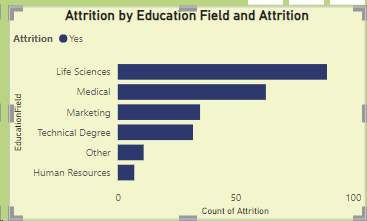 Attrition by Education Field and Attrition
Attrition Yes
EducationField
Life Sciences
Medical
Marketing
Technical Degree
Other
Human Resources
0 50 100
Count of Attrition